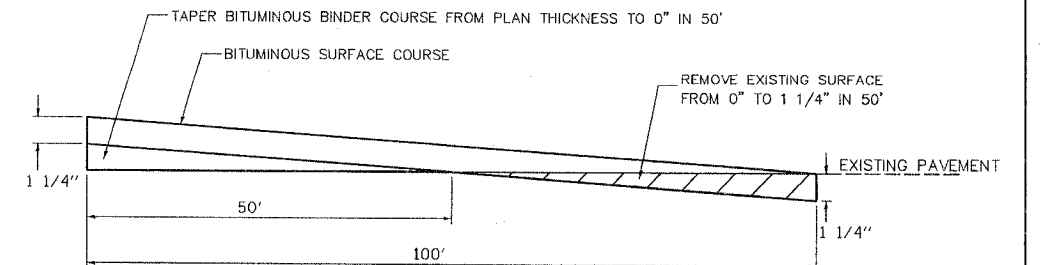 TAPER BITUMINOUS BINDER COURSE FROM PLAN THICKNESS TO 0" IN 50'
BITUMINOUS SURFACE COURSE
REMOVE EXISTING SURFACE
FROM 0" TO 1 1/4" IN 50'
EXISTING PAVEMENT
1 1/4"
50'
1 1/4"
100'